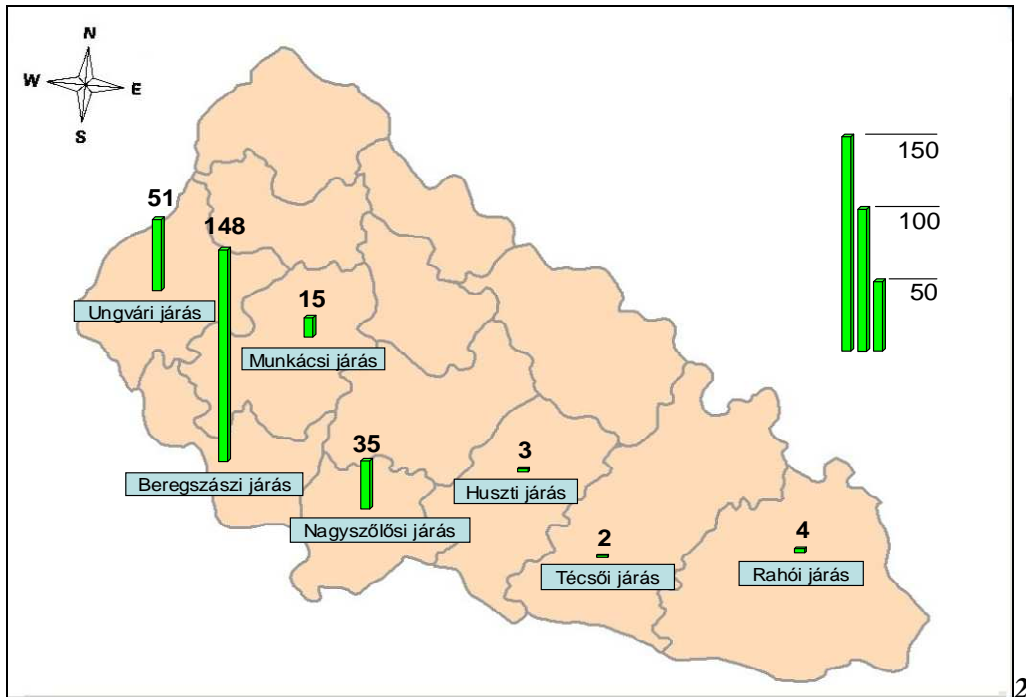 N
W
E
S
150
100
50
51
148
Ungvári járás
15
Munkácsi járás
35
Beregszászi járás
3
Huszti járás
Nagyszőlősi járás
2
4
Técsői járás
Rahói járás
2